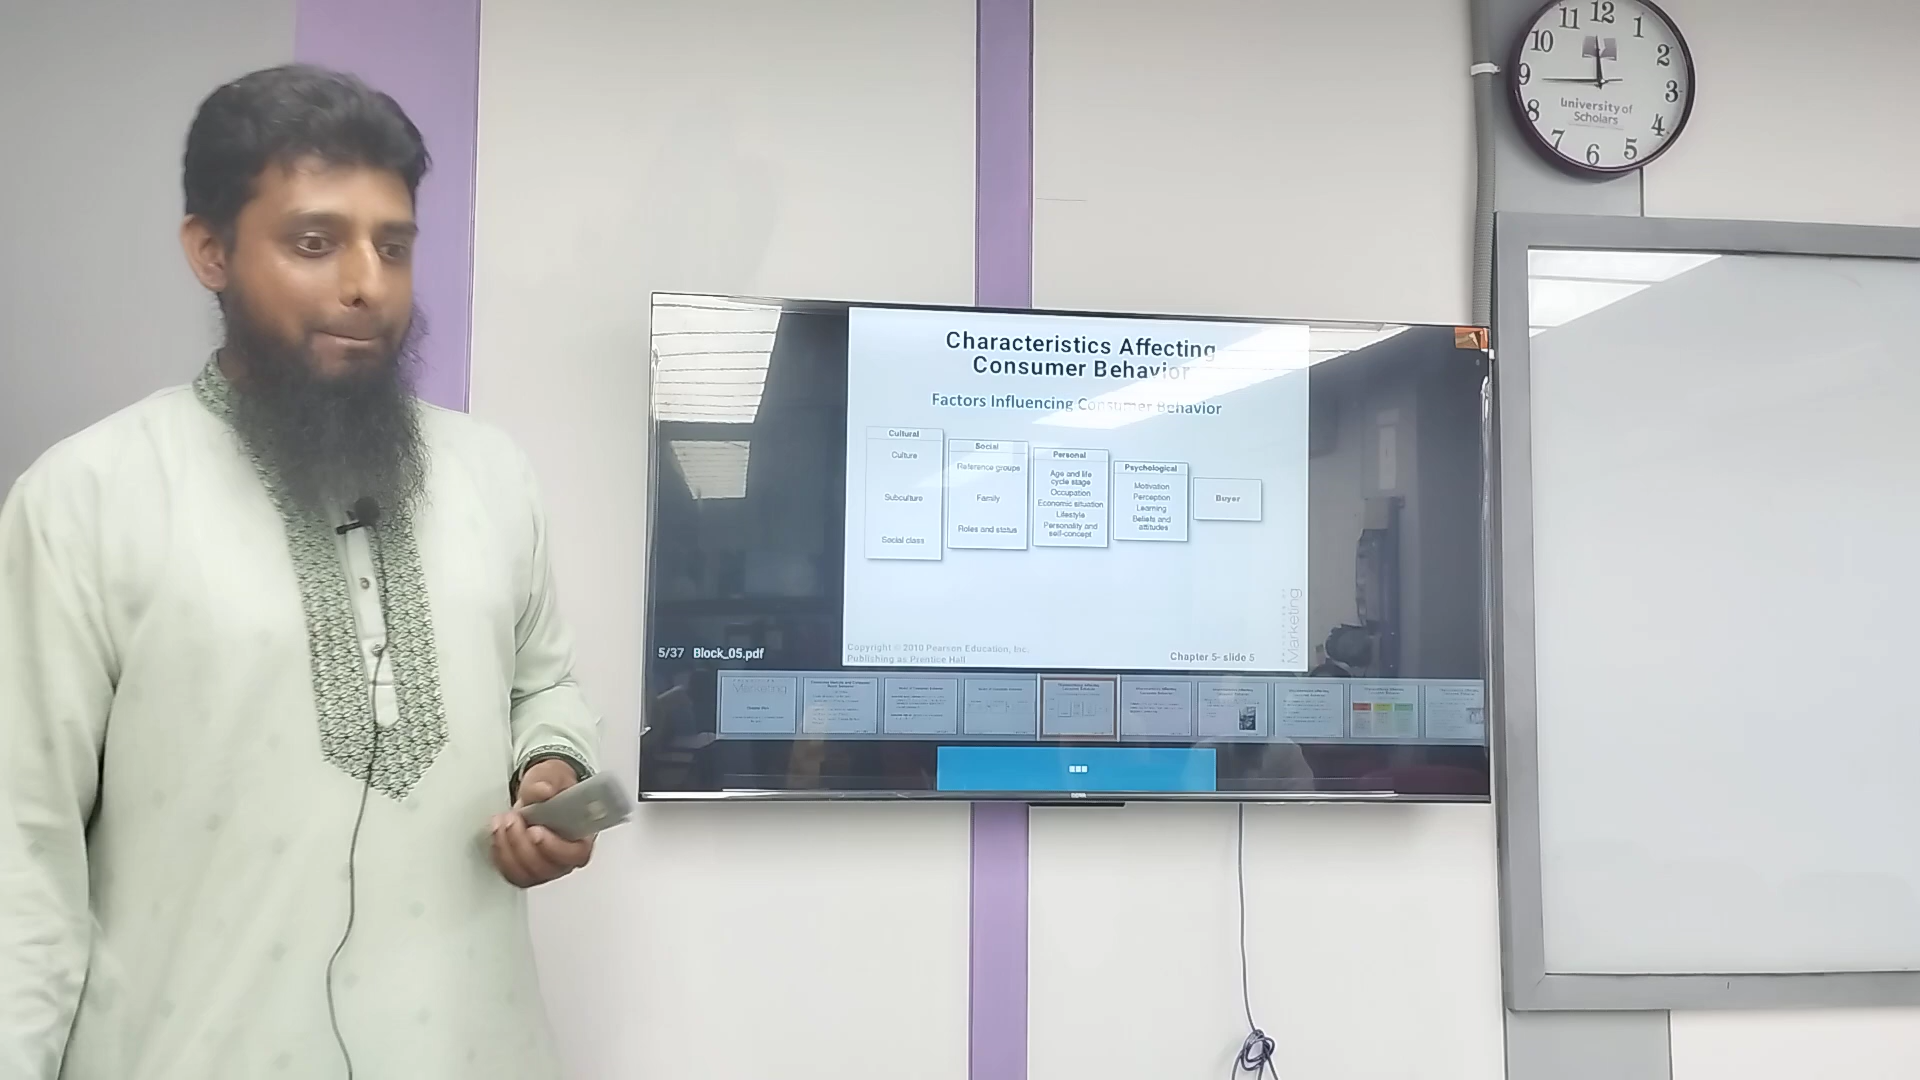 11 12 1
10 2
9 3
8 4
7 6 5
University of
Scholars
Characteristics Affecting
Consumer Behavior
Factors Influencing Consumer Behavior
Cultural
Culture
Subculture
Social class
Social
Reference groups
Family
Roles and status
Personal
Age and life
cycle stage
Occupation
Economic situation
Lifestyle
Personality and
self-concept
Psychological
Motivation
Perception
Learning
Beliefs and
attitudes
Buyer
Marketing
Copyright © 2010 Pearson Education, Inc.
Publishing as Prentice Hall
Chapter 5- slide 5
5/37 Block_05.pdf
Marketing